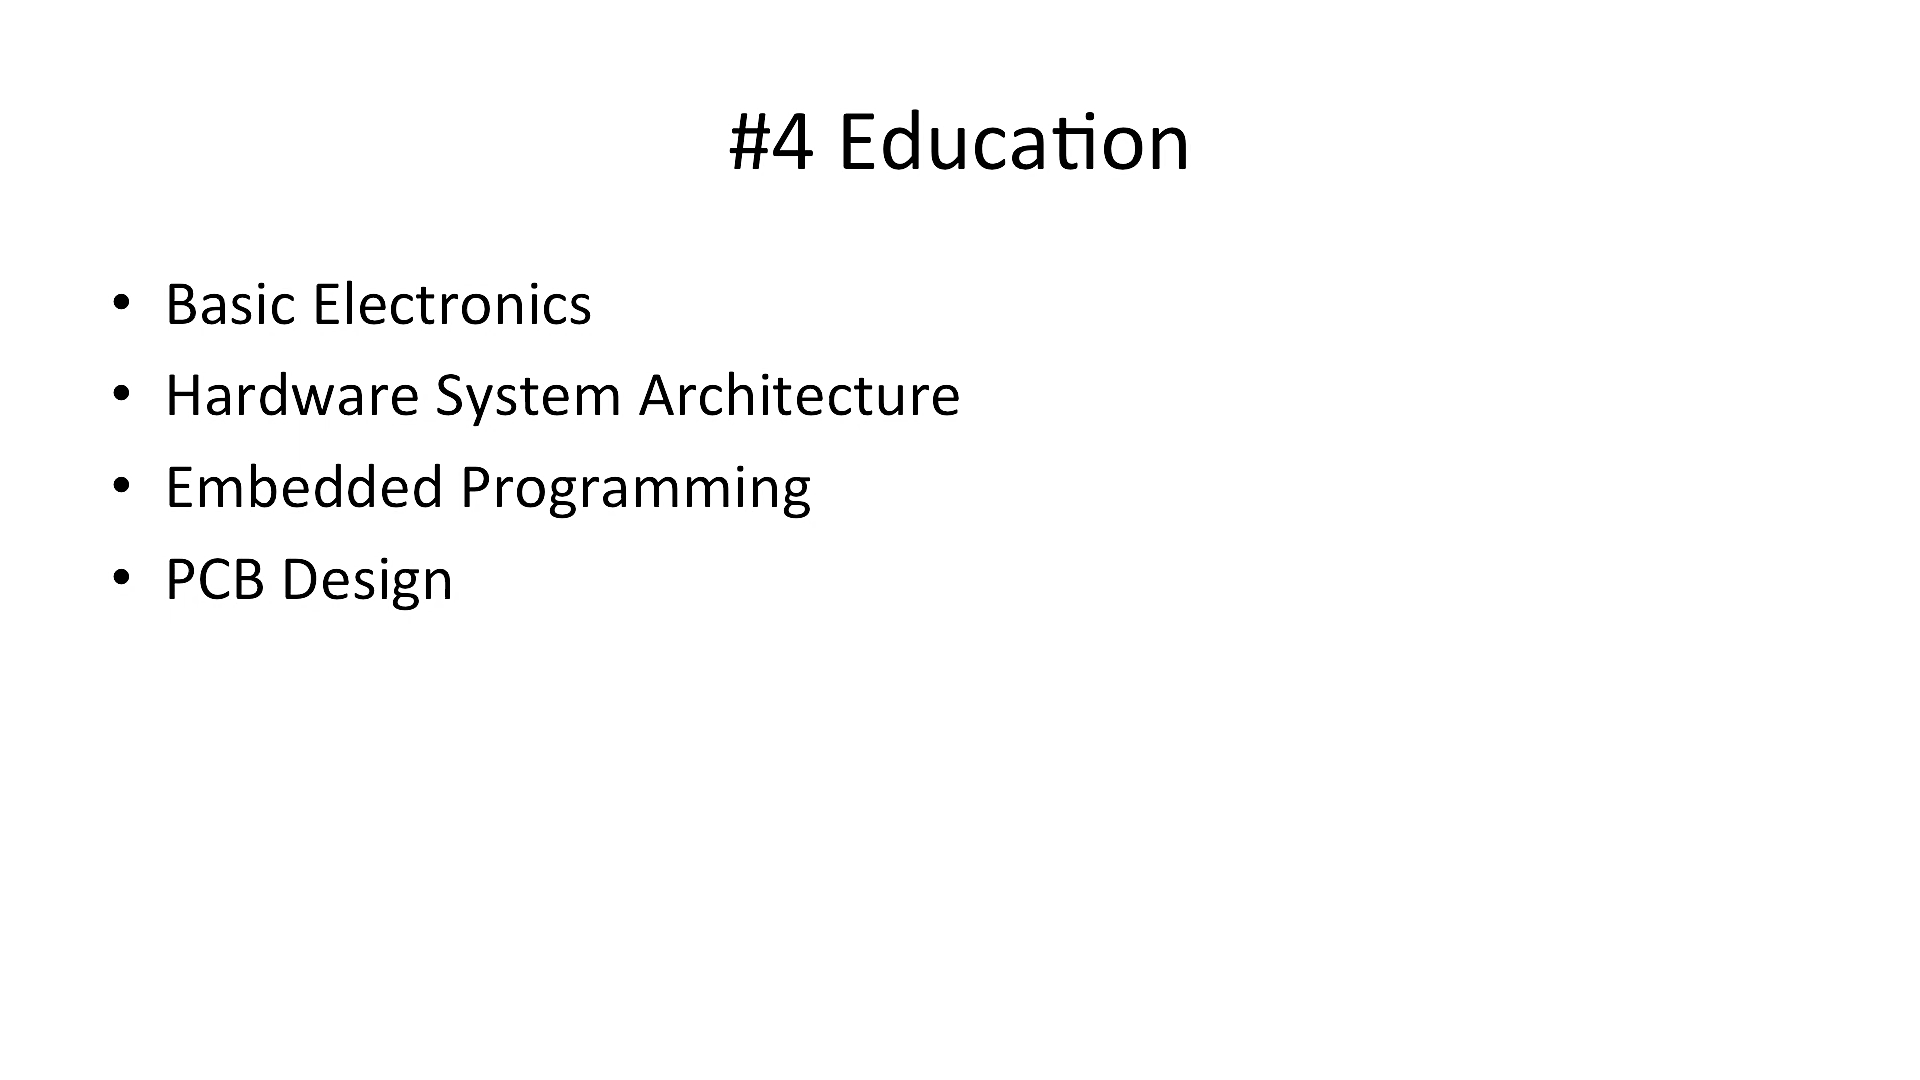 #4 Education
• Basic Electronics
• Hardware System Architecture
• Embedded Programming
• PCB Design